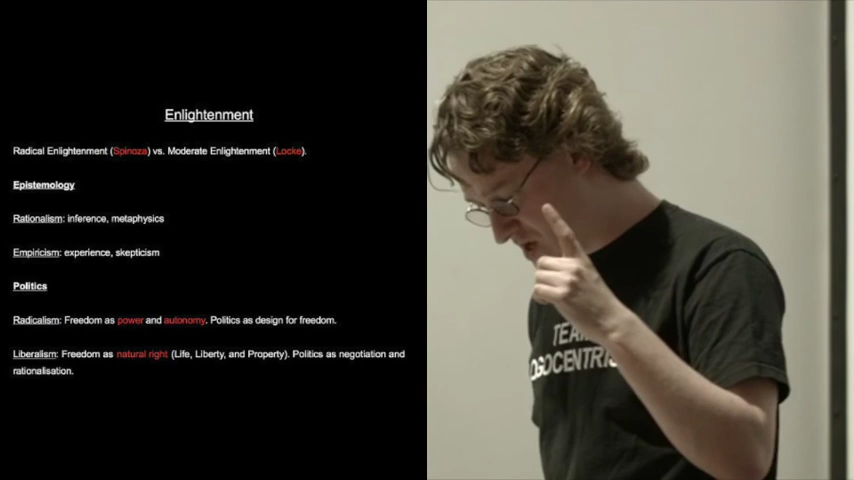 Enlightenment
Radical Enlightenment (Spinoza) vs. Moderate Enlightenment (Locke).
Epistemology
Rationalism: inference, metaphysics
Empiricism: experience, skepticism
Politics
Radicalism: Freedom as power and autonomy. Politics as design for freedom.
Liberalism: Freedom as natural right (Life, Liberty, and Property). Politics as negotiation and
rationalisation.